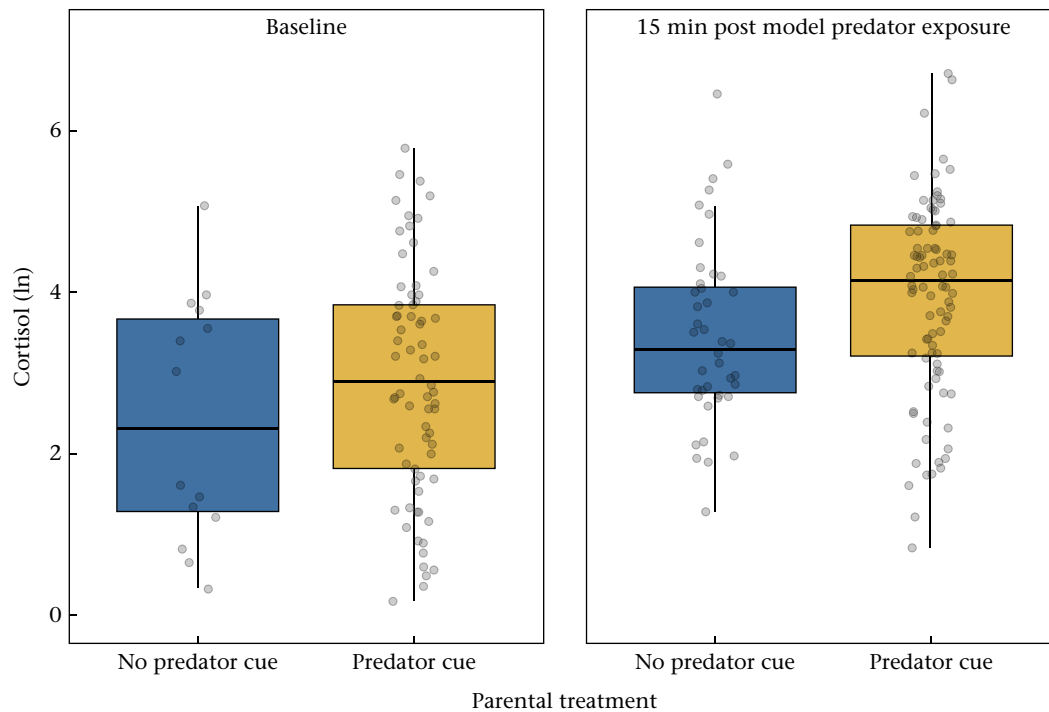 Baseline
15 min post model predator exposure
Cortisol (ln)
6
4
2
0
No predator cue
Predator cue
No predator cue
Predator cue
Parental treatment